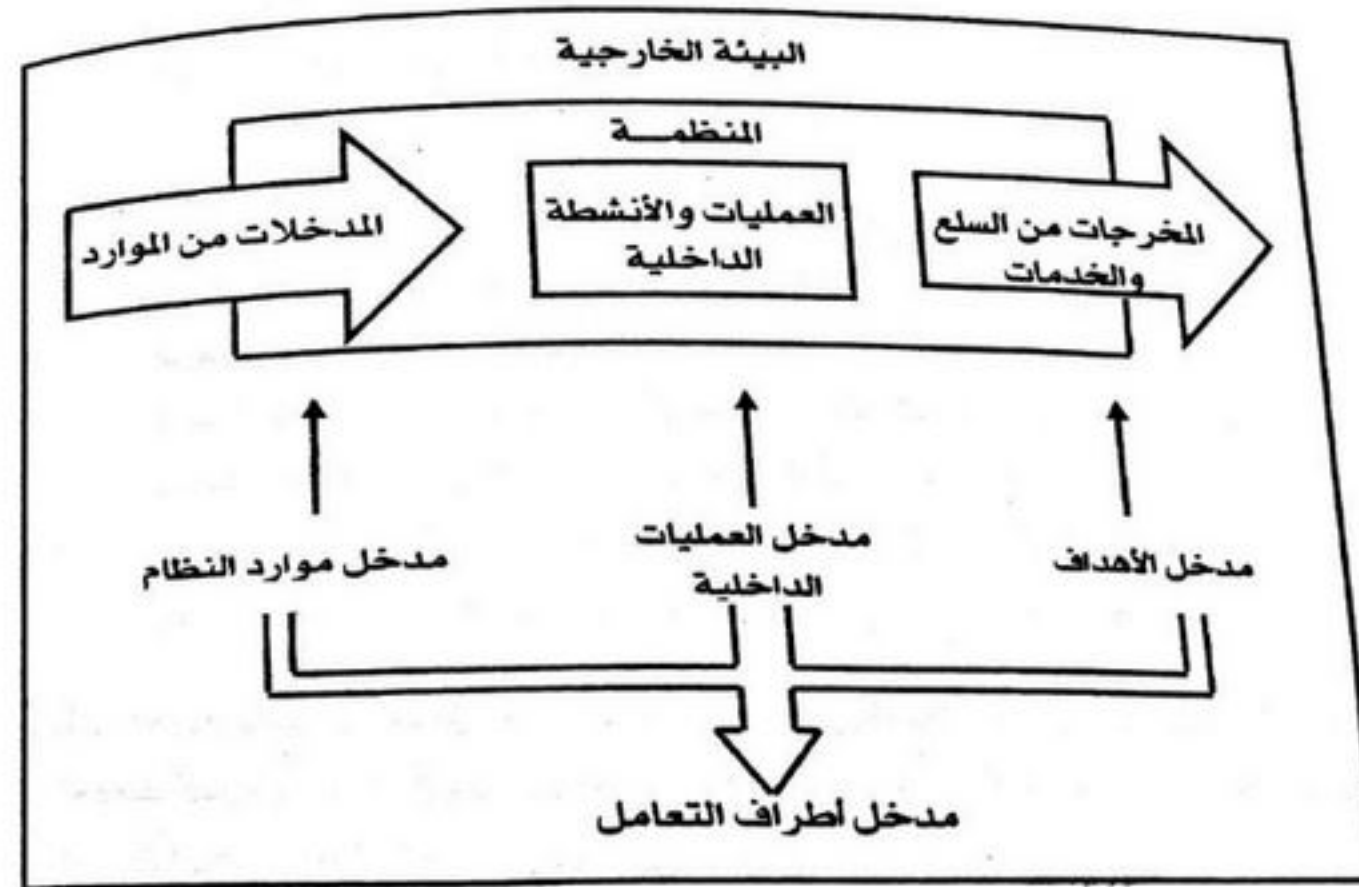 البيئة الخارجية
المنظمـــة
المدخلات من الموارد
العمليات والأنشطة
الداخلية
المخرجات من السلع
والخدمات
مدخل موارد النظام
مدخل العمليات
الداخلية
مدخل الأهداف
مدخل أطراف التعامل